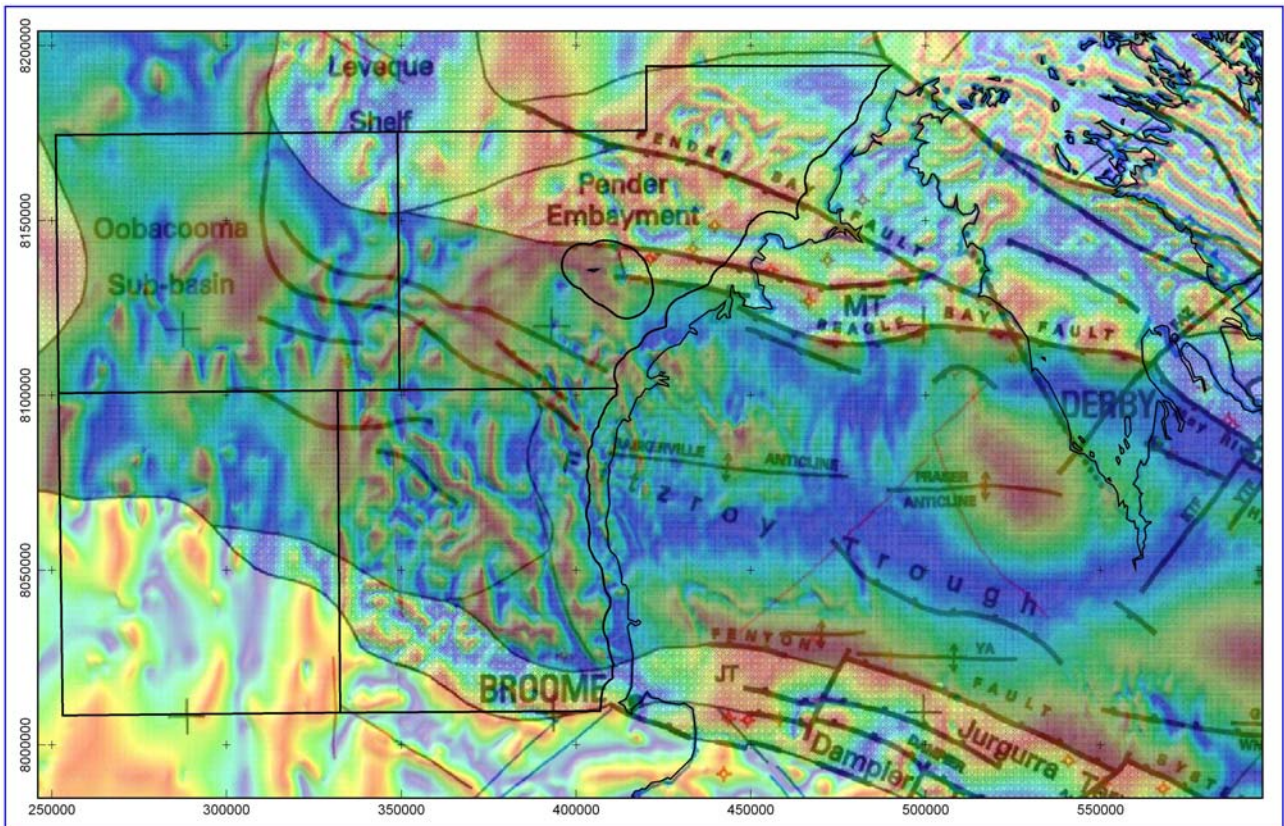 8200000
Leveque
Shelf
PENDER BAY FAULT
Pender
Embayment
8150000
Oobacooma
Sub-basin
MT
BEAGLE BAY FAULT
8100000
DERBY
BASKERVILLE
ANTICLINE
FRASER
ANTICLINE
Fitzroy
Trough
8050000
FENTON FAULT SYST
YA
BROOME
JT
Jurgurra
Dampier
8000000
250000 300000 350000 400000 450000 500000 550000